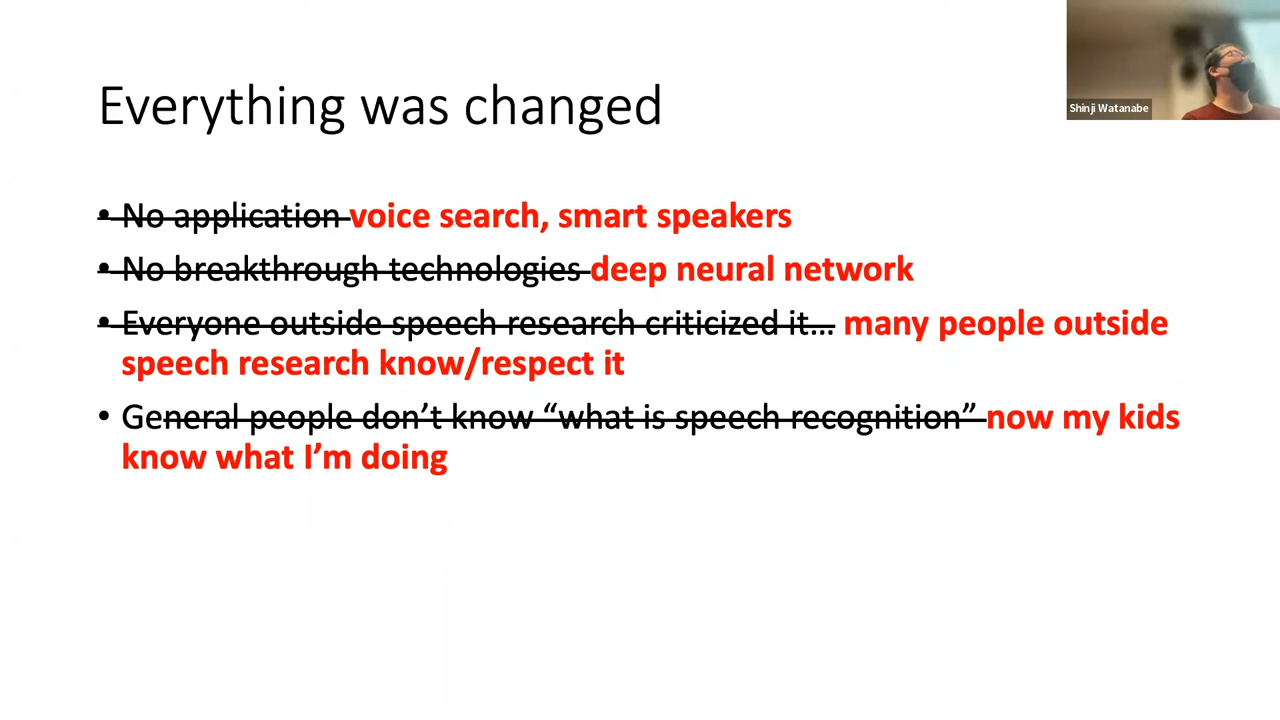 Shinji Watanabe
Everything was changed
• No application voice search, smart speakers
• No breakthrough technologies deep neural network
• Everyone outside speech research criticized it... many people outside
speech research know/respect it
• General people don’t know “what is speech recognition” now my kids
know what I’m doing